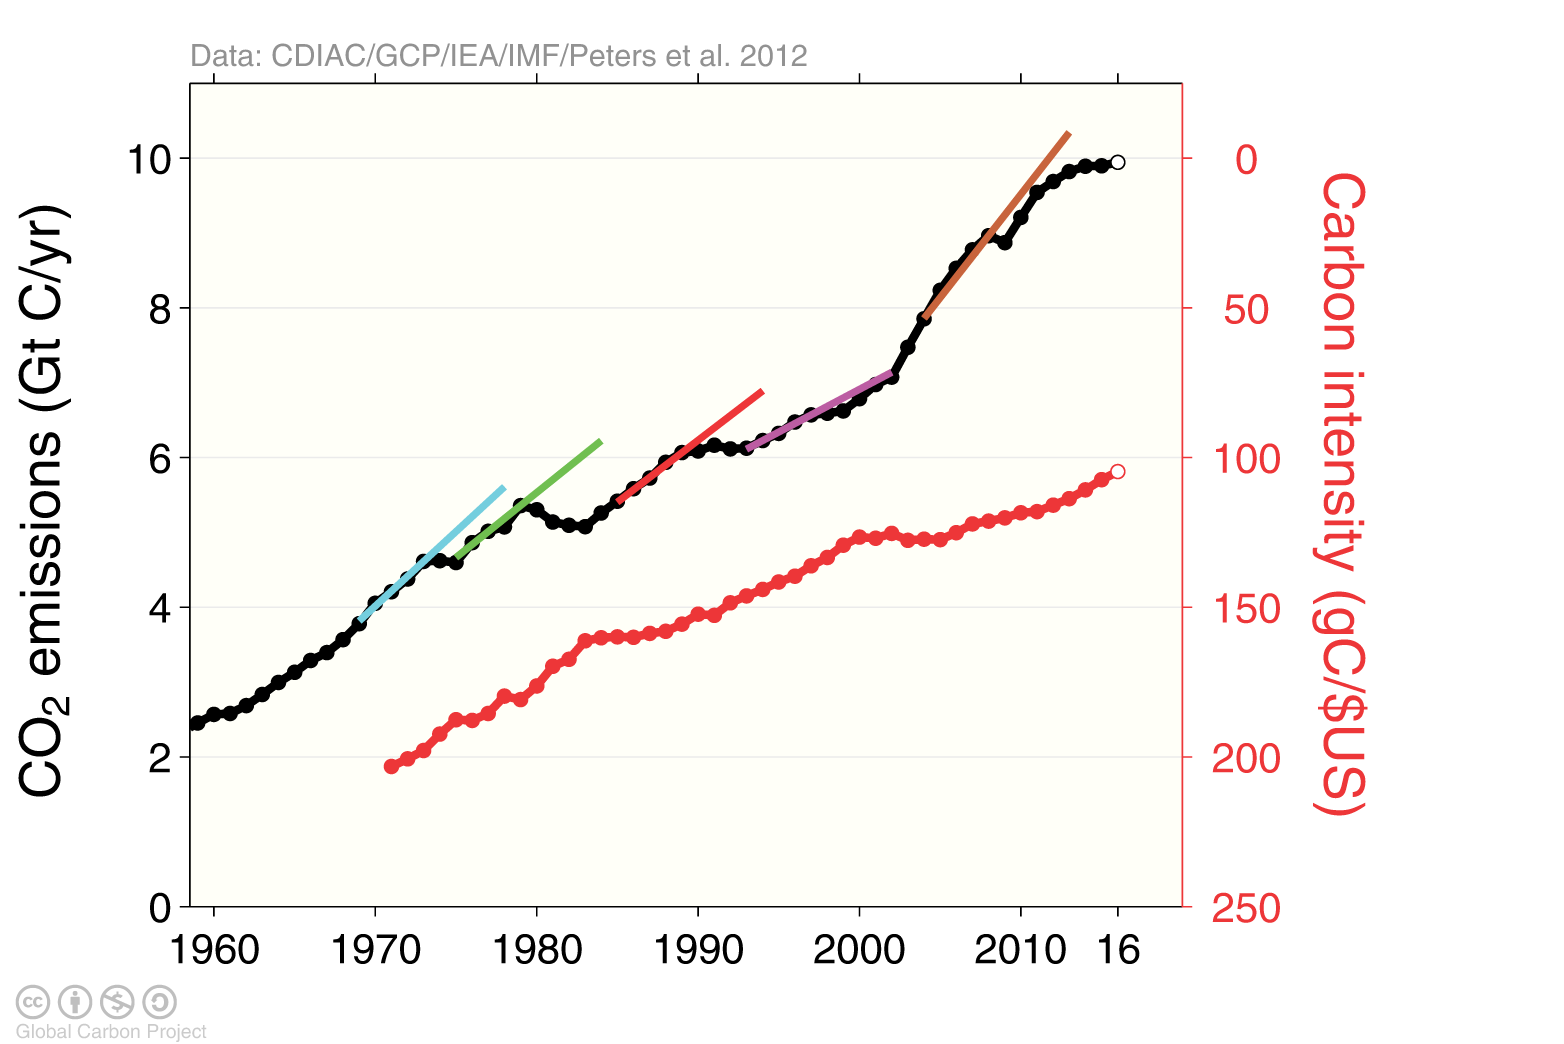 Data: CDIAC/GCP/IEA/IMF/Peters et al. 2012
CO₂ emissions (Gt C/yr)
10
8
6
4
2
0
0
50
100
150
200
250
Carbon intensity (gC/$US)
1960 1970 1980 1990 2000 2010 16
cc
Global Carbon Project